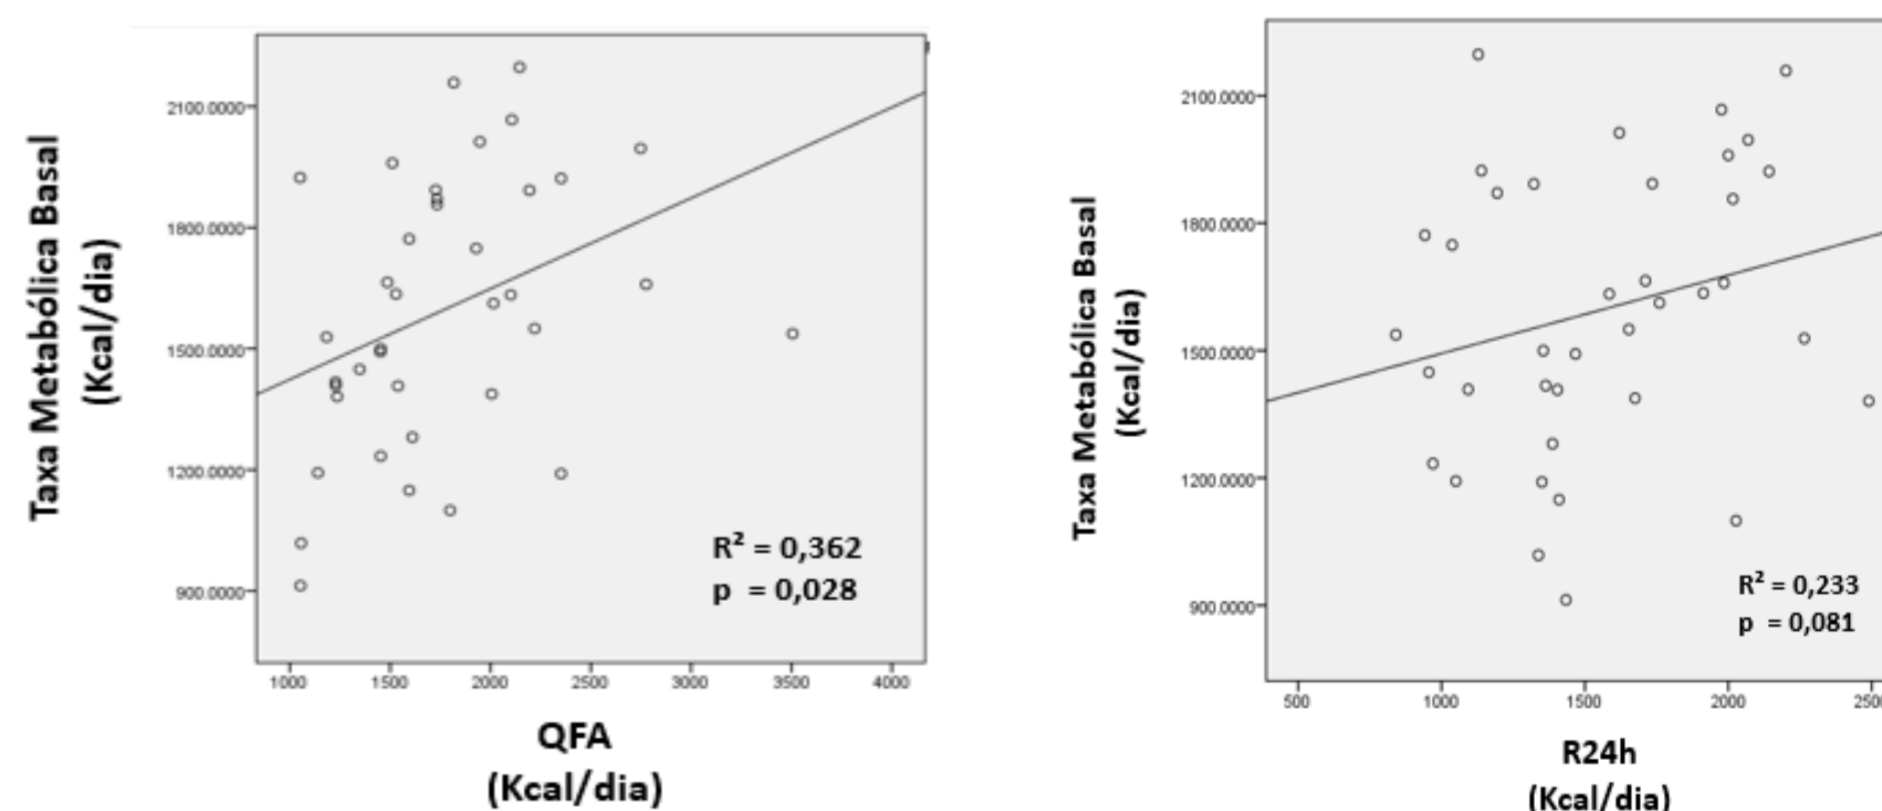 Taxa Metabólica Basal
(Kcal/dia)
2100.0000
1800.0000
1500.0000
1200.0000
900.0000
R² = 0,362
p = 0,028
1000 1500 2000 2500 3000 3500 4000
QFA
(Kcal/dia)
Taxa Metabólica Basal
(Kcal/dia)
2100.0000
1800.0000
1500.0000
1200.0000
900.0000
R² = 0,233
p = 0,081
500 1000 1500 2000
R24h
(Kcal/dia)